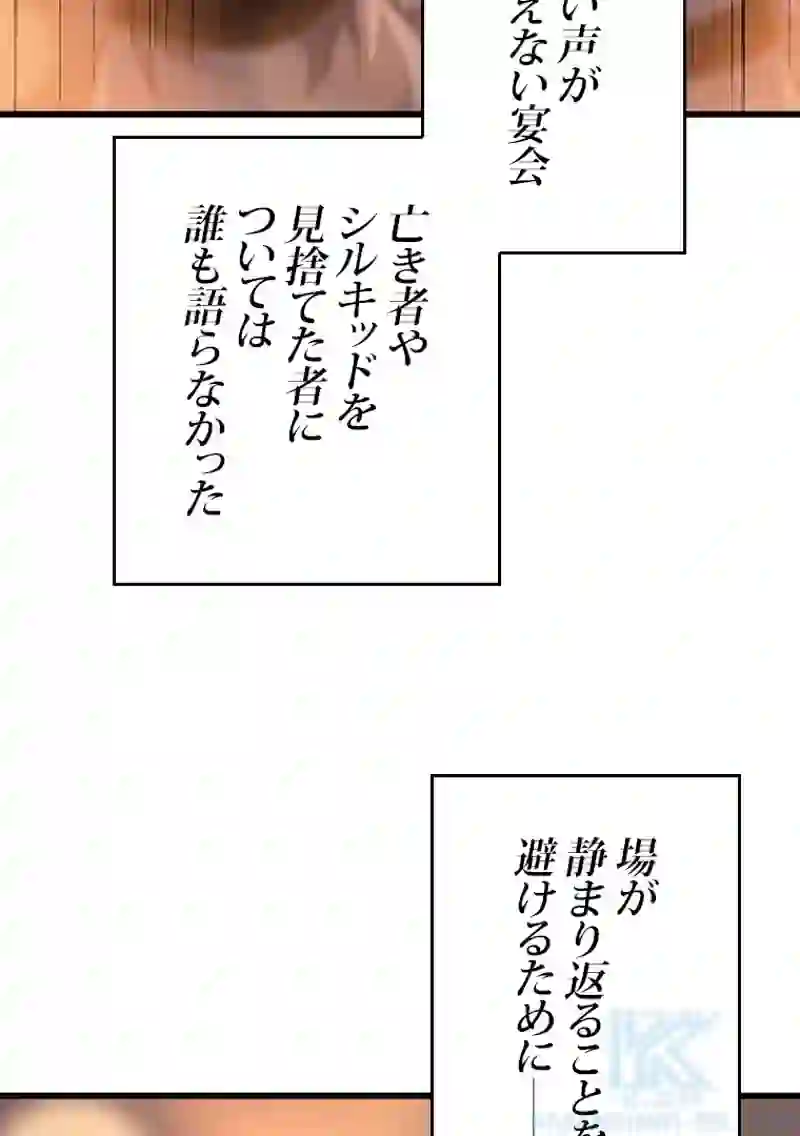 い声が
えない宴会
亡き者や
シルキッドを
見捨てた者に
ついては
誰も語らなかった
場が
静まり返ることを
避けるために──